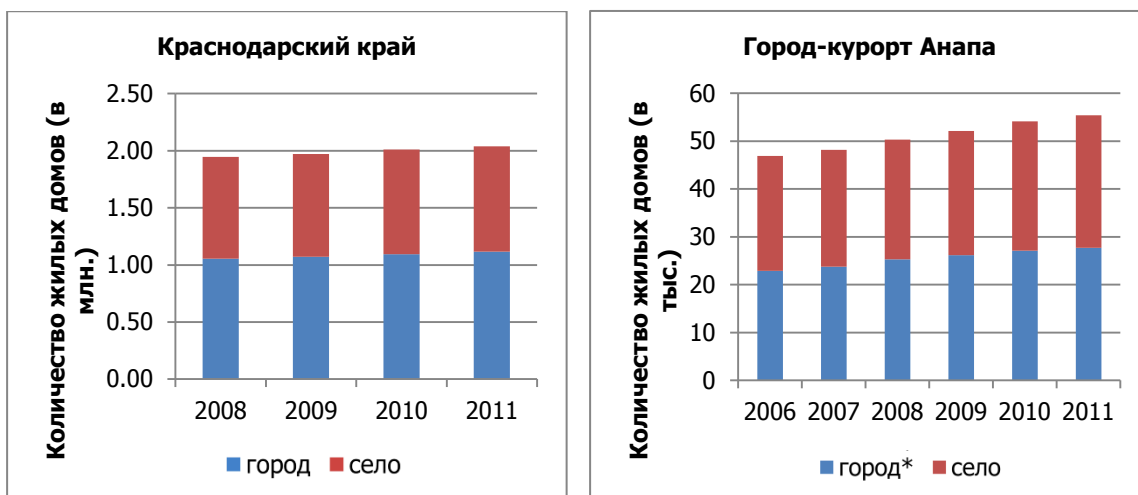 Краснодарский край
Количество жилых домов (в
млн.)
2.50
2.00
1.50
1.00
0.50
0.00
2008 2009 2010 2011
город село
Город-курорт Анапа
Количество жилых домов (в
тыс.)
60
50
40
30
20
10
0
2006 2007 2008 2009 2010 2011
город* село